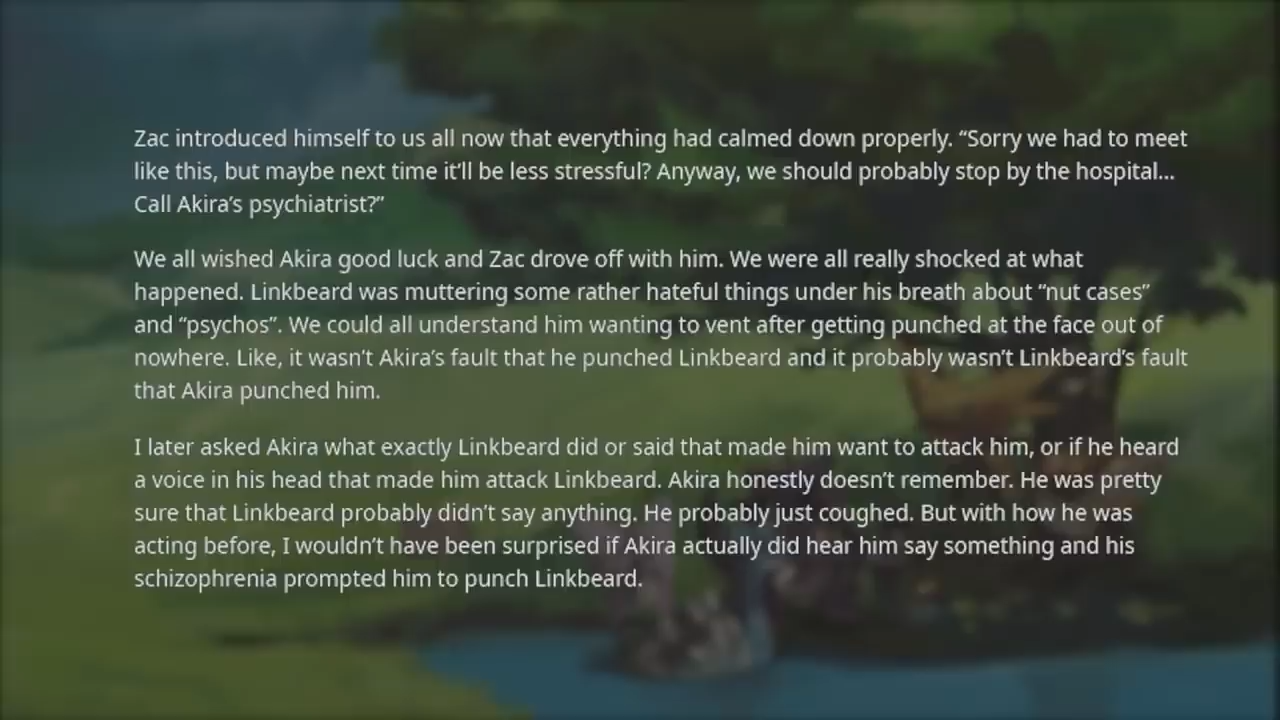 Zac introduced himself to us all now that everything had calmed down properly. “Sorry we had to meet
like this, but maybe next time it’ll be less stressful? Anyway, we should probably stop by the hospital...
Call Akira’s psychiatrist?”
We all wished Akira good luck and Zac drove off with him. We were all really shocked at what
happened. Linkbeard was muttering some rather hateful things under his breath about “nut cases”
and “psychos”. We could all understand him wanting to vent after getting punched at the face out of
nowhere. Like, it wasn’t Akira’s fault that he punched Linkbeard and it probably wasn’t Linkbeard’s fault
that Akira punched him.
I later asked Akira what exactly Linkbeard did or said that made him want to attack him, or if he heard
a voice in his head that made him attack Linkbeard. Akira honestly doesn’t remember. He was pretty
sure that Linkbeard probably didn’t say anything. He probably just coughed. But with how he was
acting before, I wouldn’t have been surprised if Akira actually did hear him say something and his
schizophrenia prompted him to punch Linkbeard.